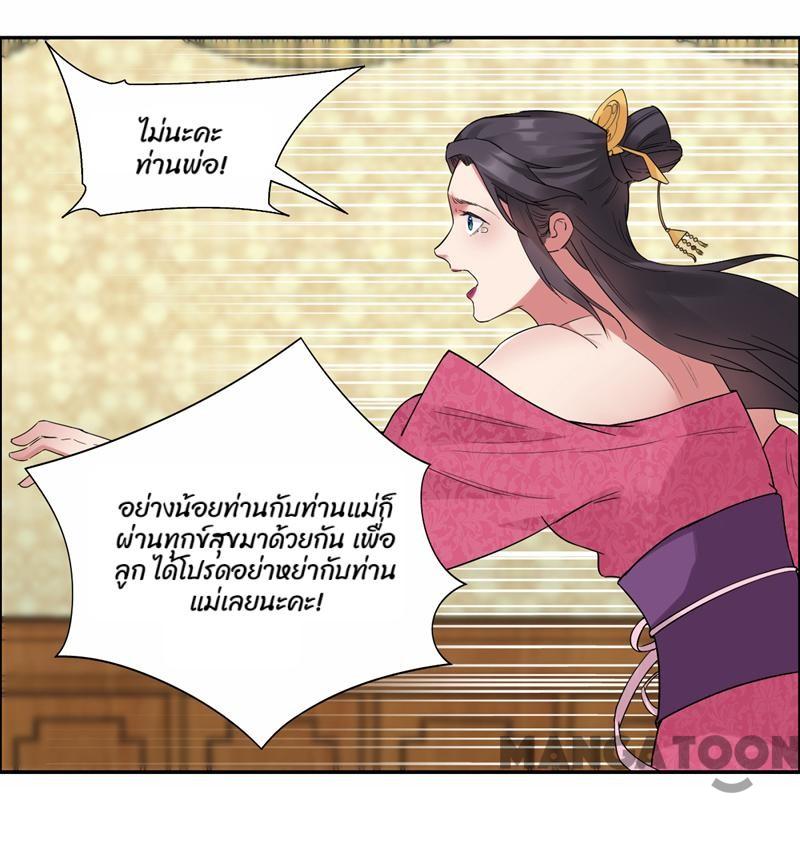 ไม่นะคะ
ท่านพ่อ!
อย่างน้อยท่านกับท่านแม่ก็
ผ่านทุกข์สุขมาด้วยกัน เพื่อ
ลูก ได้โปรดอย่าหย่ากับท่าน
แม่เลยนะคะ!
MANGATOON